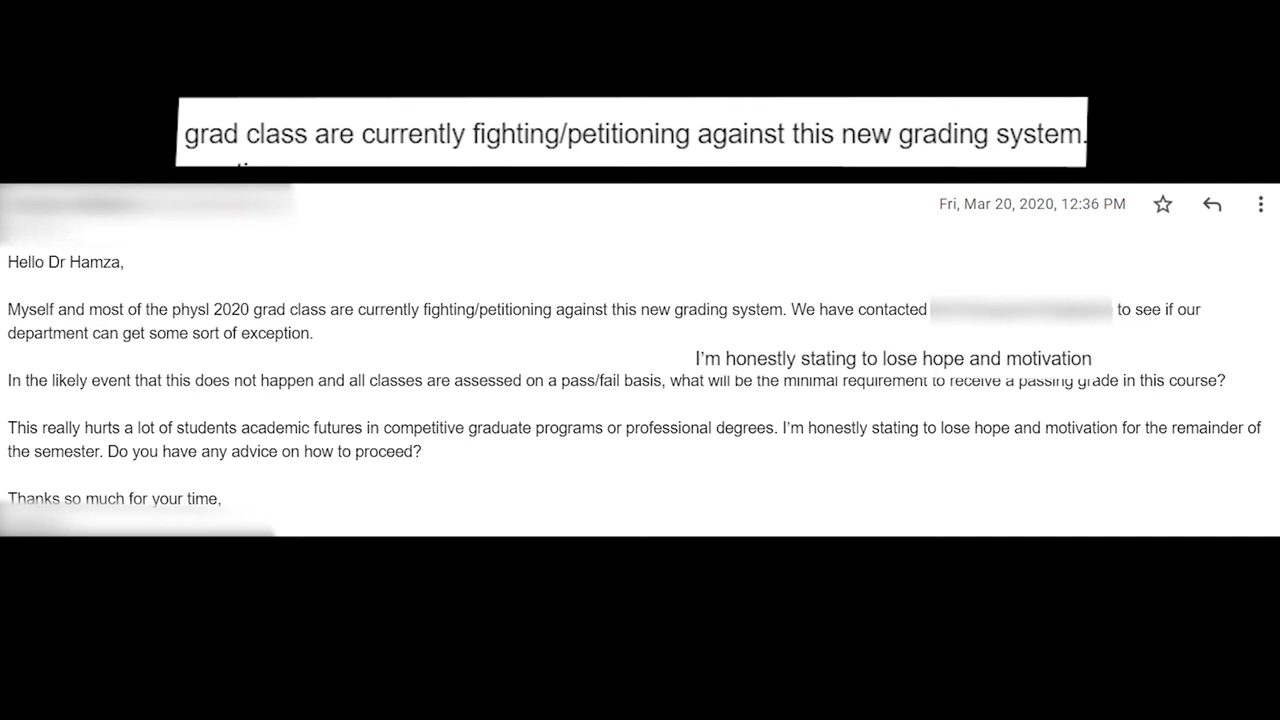 grad class are currently fighting/petitioning against this new grading system.
Fri, Mar 20, 2020, 12:36 PM
Hello Dr Hamza,
Myself and most of the physl 2020 grad class are currently fighting/petitioning against this new grading system. We have contacted to see if our
department can get some sort of exception.
I'm honestly stating to lose hope and motivation
In the likely event that this does not happen and all classes are assessed on a pass/fail basis, what will be the minimal requirement to receive a passing grade in this course?
This really hurts a lot of students academic futures in competitive graduate programs or professional degrees. I'm honestly stating to lose hope and motivation for the remainder of
the semester. Do you have any advice on how to proceed?
Thanks so much for your time,